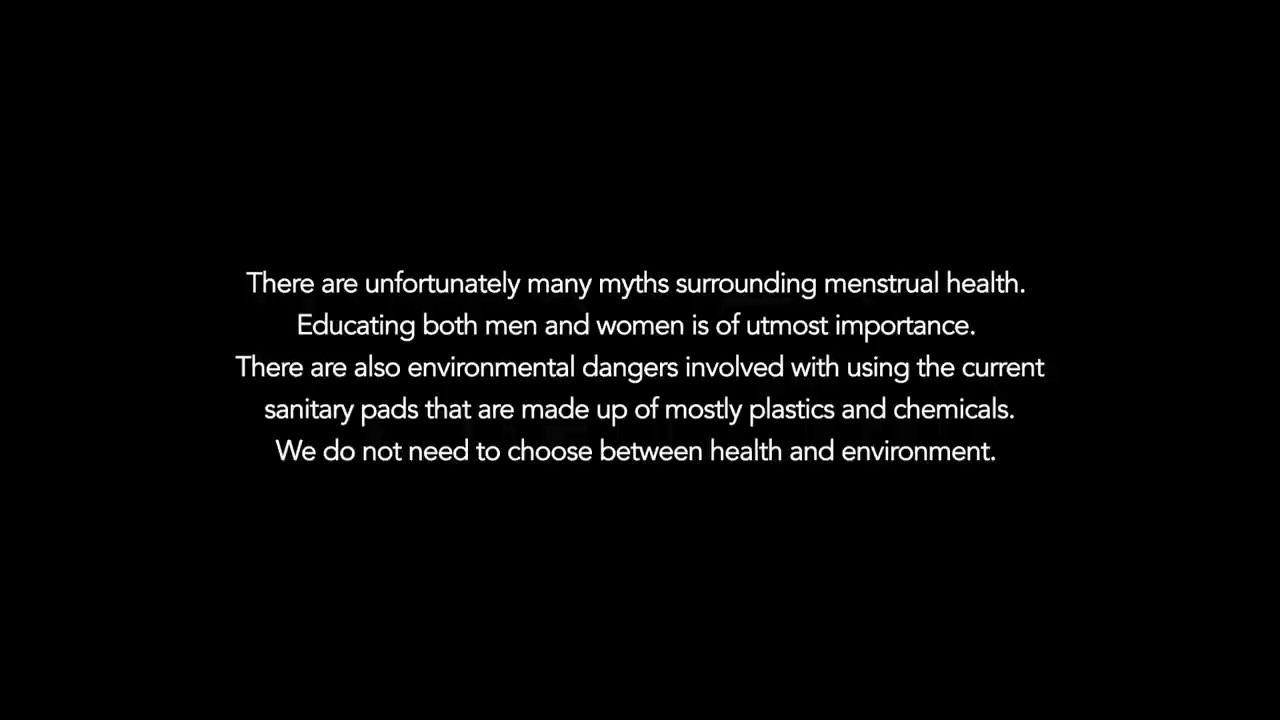 There are unfortunately many myths surrounding menstrual health.
Educating both men and women is of utmost importance.
There are also environmental dangers involved with using the current
sanitary pads that are made up of mostly plastics and chemicals.
We do not need to choose between health and environment.